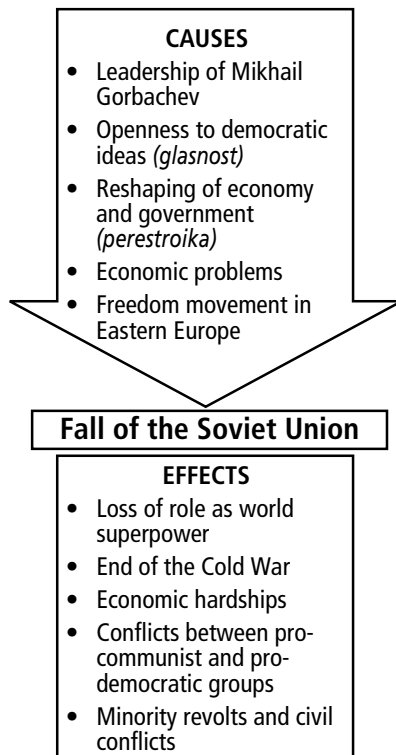 CAUSES
• Leadership of Mikhail
Gorbachev
• Openness to democratic
ideas (glasnost)
• Reshaping of economy
and government
(perestroika)
• Economic problems
• Freedom movement in
Eastern Europe
Fall of the Soviet Union
EFFECTS
• Loss of role as world
superpower
• End of the Cold War
• Economic hardships
• Conflicts between pro-
communist and pro-
democratic groups
• Minority revolts and civil
conflicts